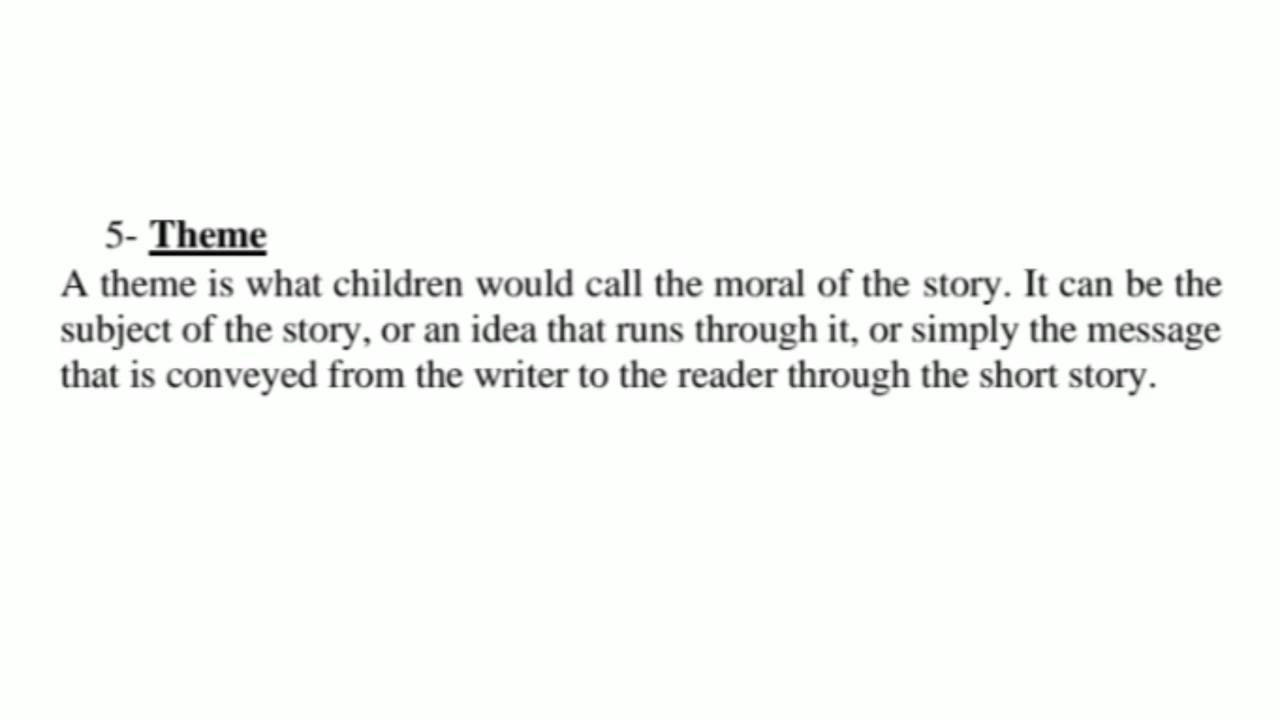 5- Theme
A theme is what children would call the moral of the story. It can be the
subject of the story, or an idea that runs through it, or simply the message
that is conveyed from the writer to the reader through the short story.